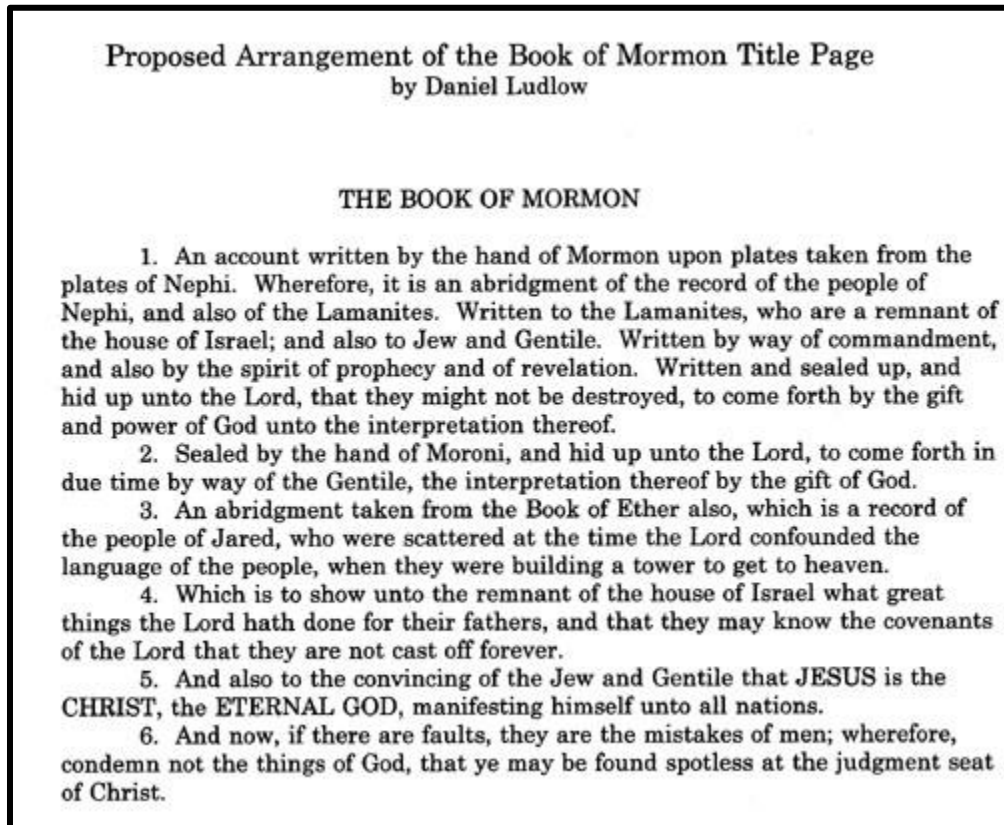 Proposed Arrangement of the Book of Mormon Title Page
by Daniel Ludlow
THE BOOK OF MORMON
1. An account written by the hand of Mormon upon plates taken from the
plates of Nephi. Wherefore, it is an abridgment of the record of the people of
Nephi, and also of the Lamanites. Written to the Lamanites, who are a remnant of
the house of Israel; and also to Jew and Gentile. Written by way of commandment,
and also by the spirit of prophecy and of revelation. Written and sealed up, and
hid up unto the Lord, that they might not be destroyed, to come forth by the gift
and power of God unto the interpretation thereof.
2. Sealed by the hand of Moroni, and hid up unto the Lord, to come forth in
due time by way of the Gentile, the interpretation thereof by the gift of God.
3. An abridgment taken from the Book of Ether also, which is a record of
the people of Jared, who were scattered at the time the Lord confounded the
language of the people, when they were building a tower to get to heaven.
4. Which is to show unto the remnant of the house of Israel what great
things the Lord hath done for their fathers, and that they may know the covenants
of the Lord that they are not cast off forever.
5. And also to the convincing of the Jew and Gentile that JESUS is the
CHRIST, the ETERNAL GOD, manifesting himself unto all nations.
6. And now, if there are faults, they are the mistakes of men; wherefore,
condemn not the things of God, that ye may be found spotless at the judgment seat
of Christ.